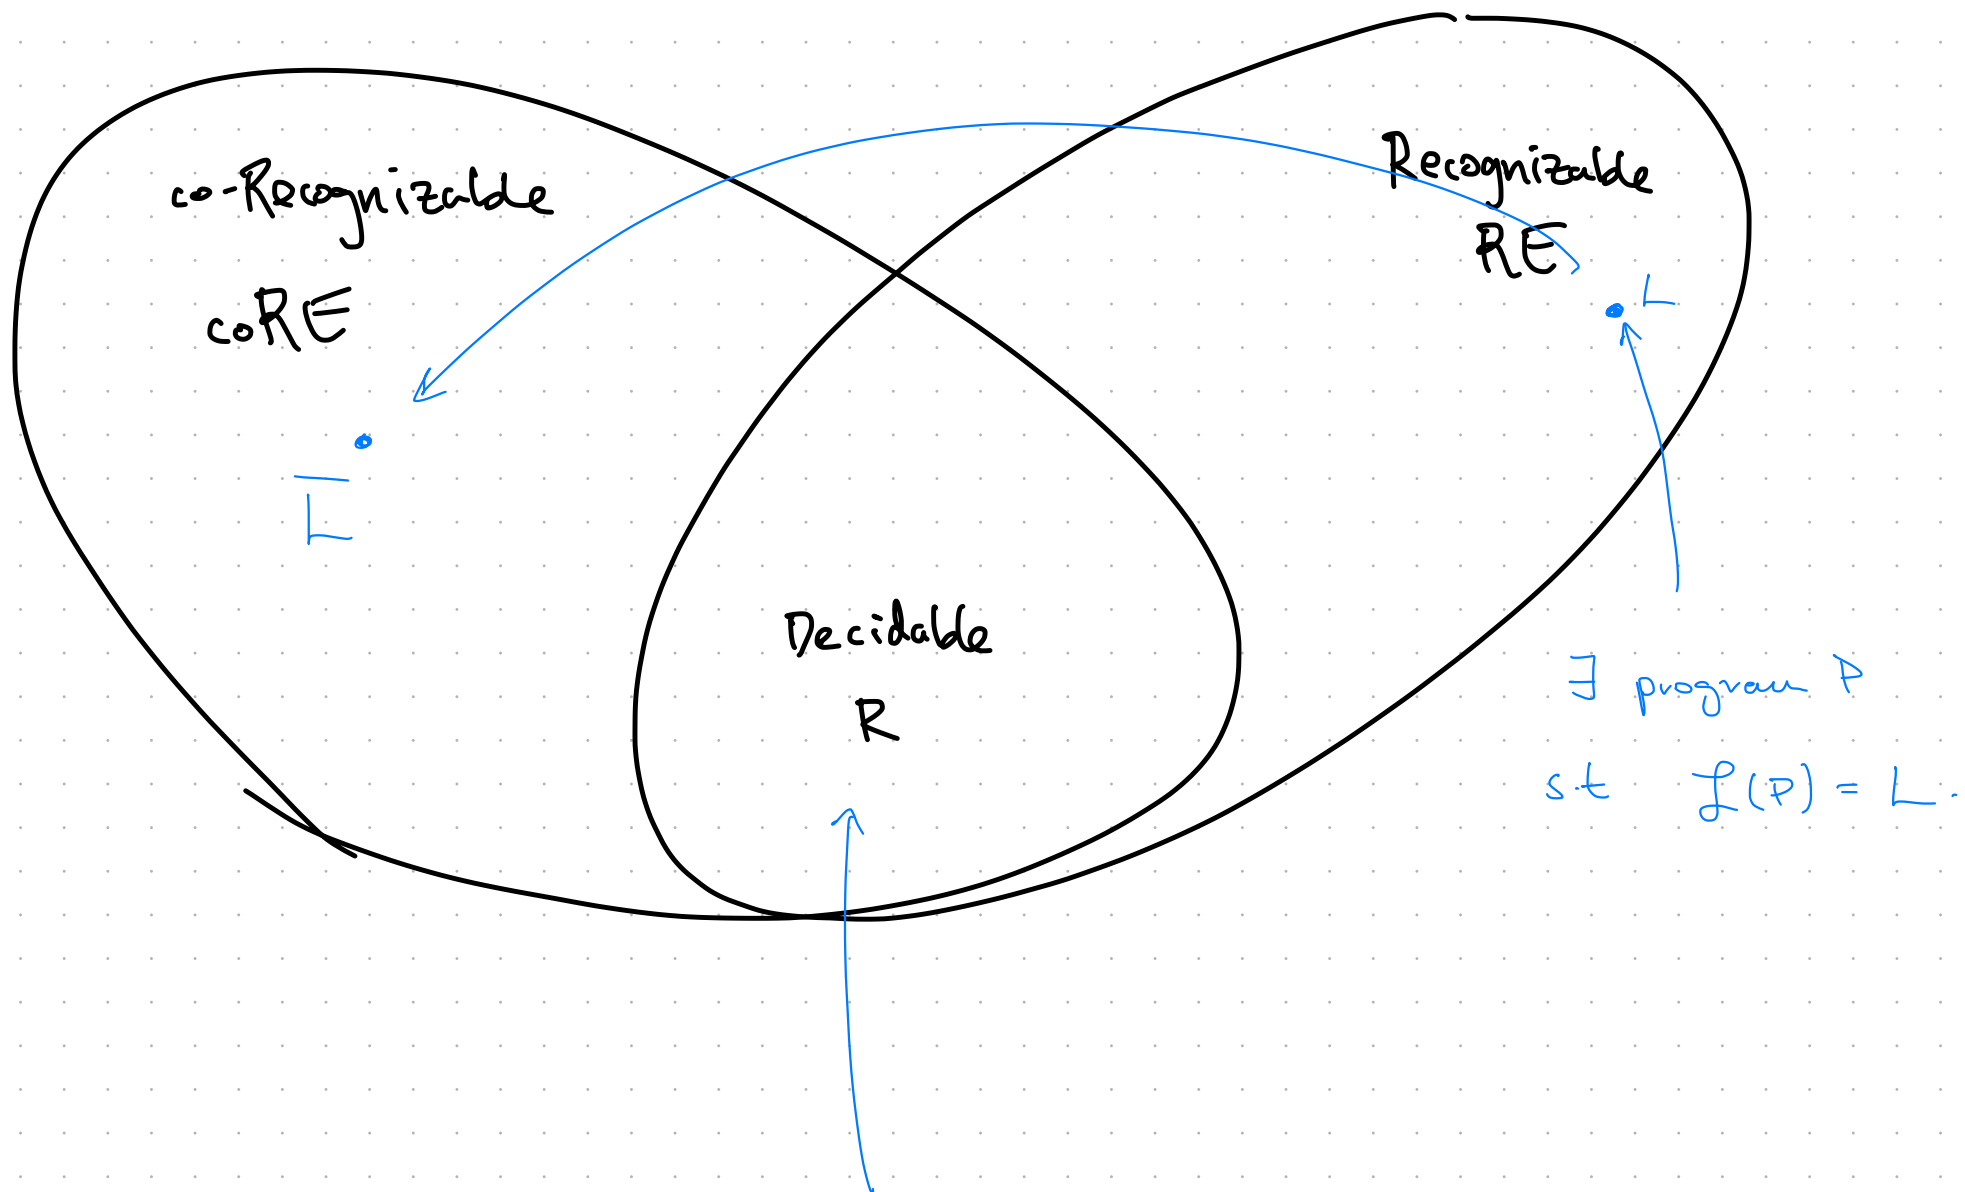 co-Recognizable
coRE
Recognizable
RE
L
L̅
Decidable
R
∃ program P
s.t ℒ(P) = L.